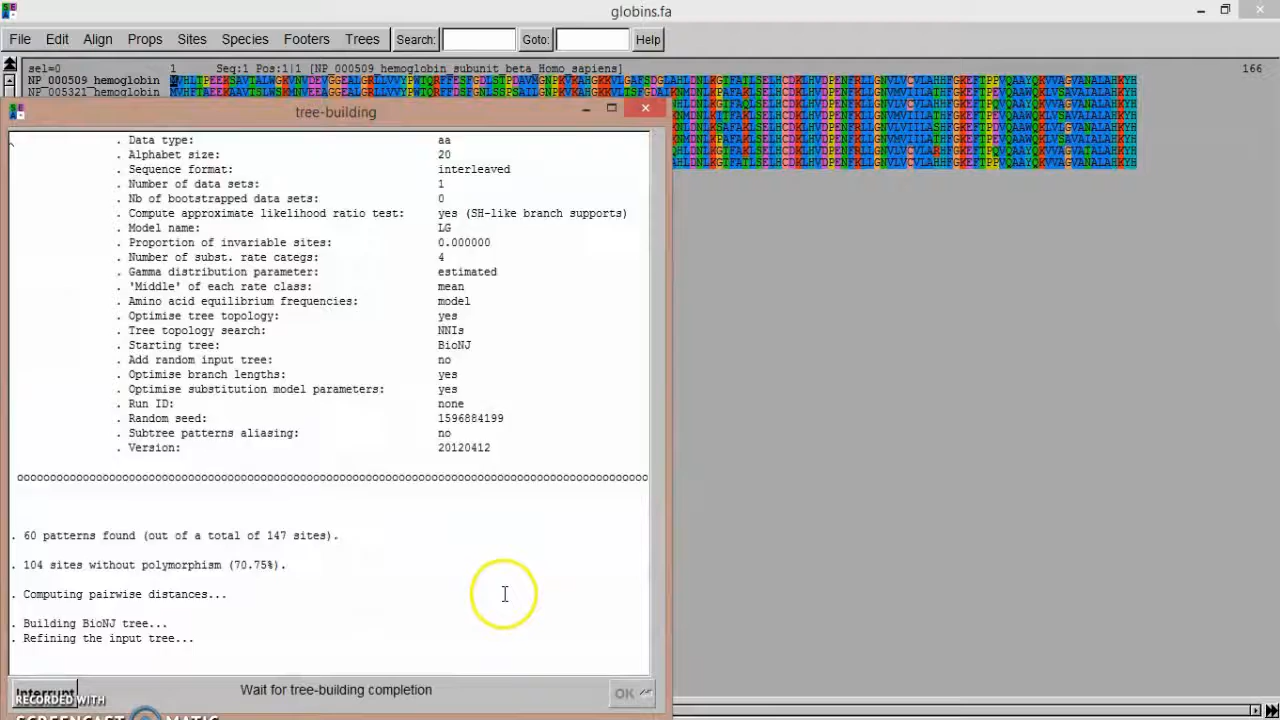 globins.fa
File Edit Align Props Sites Species Footers Trees Search: Goto: Help
sel=0 1 Seq:1 Pos:1|1 [NP_000509_hemoglobin_subunit_beta_Homo_sapiens] 166
NP_000509_hemoglobin MVHLTPEEKSAVTALWGKVNVDEVGGEALGRLLVVYPWTQRFFESFGDLSTPDAVMGNPKVKAHGKKVLGAFSDGLAHLDNLKGTFATLSELHCDKLHVDPENFRLLGNVLVCVLAHHFGKEFTPPVQAAYQKVVAGVANALAHKYH
NP_005321_hemoglobin MVHFTAEEKAAVTSLWSKMNVEEAGGEALGRLLVVYPWTQRFFDSFGNLSSPSAILGNPKVKAHGKKVLTSFGDAIKNMDNLKPAFAKLSELHCDKLHVDPENFKLLGNVMVIILATHFGKEFTPEVQAAWQKLVSAVAIALAHKYH
tree-building
. Data type: aa
. Alphabet size: 20
. Sequence format: interleaved
. Number of data sets: 1
. Nb of bootstrapped data sets: 0
. Compute approximate likelihood ratio test: yes (SH-like branch supports)
. Model name: LG
. Proportion of invariable sites: 0.000000
. Number of subst. rate categs: 4
. Gamma distribution parameter: estimated
. 'Middle' of each rate class: mean
. Amino acid equilibrium frequencies: model
. Optimise tree topology: yes
. Tree topology search: NNIs
. Starting tree: BioNJ
. Add random input tree: no
. Optimise branch lengths: yes
. Optimise substitution model parameters: yes
. Run ID: none
. Random seed: 1596884199
. Subtree patterns aliasing: no
. Version: 20120412
oooooooooooooooooooooooooooooooooooooooooooooooooooooooooooooooooooooooooooooooooooooooo
. 60 patterns found (out of a total of 147 sites).
. 104 sites without polymorphism (70.75%).
. Computing pairwise distances...
. Building BioNJ tree...
. Refining the input tree...
Interrupt Wait for tree-building completion OK
RECORDED WITH
SCREENCAST MATIC